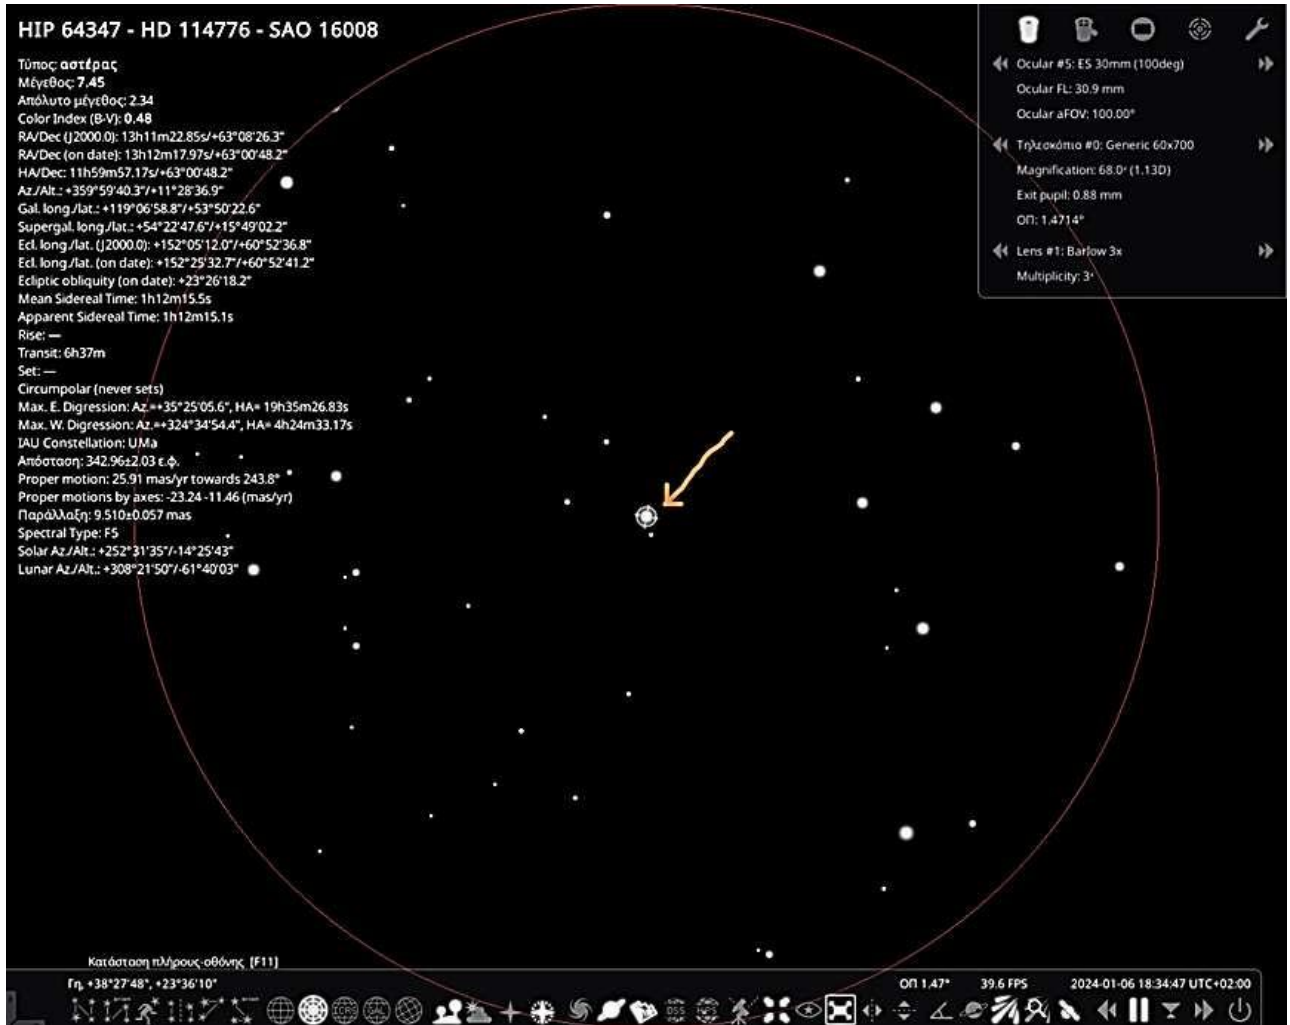 HIP 64347 - HD 114776 - SAO 16008
Τύπος: αστέρας
Μέγεθος: 7.45
Απόλυτο μέγεθος: 2.34
Color Index (B-V): 0.48
RA/Dec (J2000.0): 13h11m22.85s/+63°08'26.3"
RA/Dec (on date): 13h12m17.97s/+63°00'48.2"
HA/Dec: 11h59m57.17s/+63°00'48.2"
Az./Alt.: +359°59'40.3"/+11°28'36.9"
Gal. long./lat.: +119°06'58.8"/+53°50'22.6"
Supergal. long./lat.: +54°22'47.6"/+15°49'02.2"
Ecl. long./lat. (J2000.0): +152°05'12.0"/+60°52'36.8"
Ecl. long./lat. (on date): +152°25'32.7"/+60°52'41.2"
Ecliptic obliquity (on date): +23°26'18.2"
Mean Sidereal Time: 1h12m15.5s
Apparent Sidereal Time: 1h12m15.1s
Rise: —
Transit: 6h37m
Set: —
Circumpolar (never sets)
Max. E. Digression: Az.=+35°25'05.6", HA= 19h35m26.83s
Max. W. Digression: Az.=+324°34'54.4", HA= 4h24m33.17s
IAU Constellation: UMa
Απόσταση: 342.96±2.03 ε.φ.
Proper motion: 25.91 mas/yr towards 243.8°
Proper motions by axes: -23.24 -11.46 (mas/yr)
Παράλλαξη: 9.510±0.057 mas
Spectral Type: F5
Solar Az./Alt.: +252°31'35"/-14°25'43"
Lunar Az./Alt.: +308°21'50"/-61°40'03"
Ocular #5: ES 30mm (100deg)
Ocular FL: 30.9 mm
Ocular aFOV: 100.00°
Τηλεσκόπιο #0: Generic 60x700
Magnification: 68.0× (1.13D)
Exit pupil: 0.88 mm
ΟΠ: 1.4714°
Lens #1: Barlow 3x
Multiplicity: 3×
Κατάσταση πλήρους-οθόνης [F11]
Γη, +38°27'48", +23°36'10" ΟΠ 1.47° 39.6 FPS 2024-01-06 18:34:47 UTC+02:00
ICRS GAL DSS HiPS